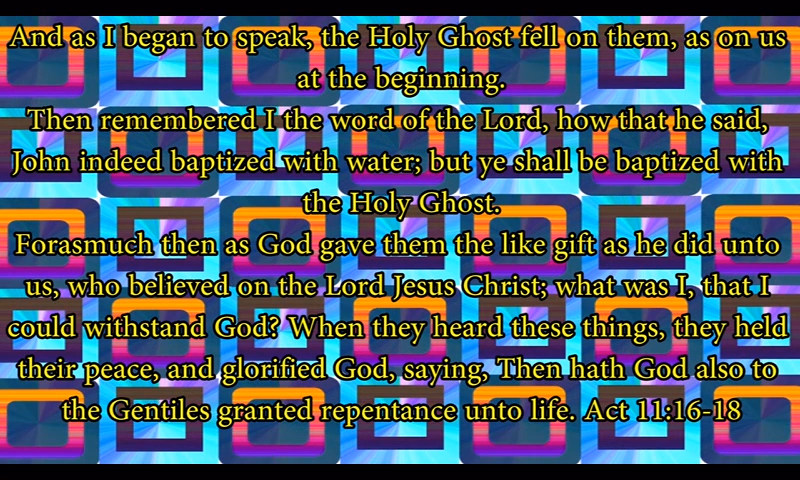 And as I began to speak, the Holy Ghost fell on them, as on us
at the beginning.
Then remembered I the word of the Lord, how that he said,
John indeed baptized with water; but ye shall be baptized with
the Holy Ghost.
Forasmuch then as God gave them the like gift as he did unto
us, who believed on the Lord Jesus Christ; what was I, that I
could withstand God? When they heard these things, they held
their peace, and glorified God, saying, Then hath God also to
the Gentiles granted repentance unto life. Act 11:16-18